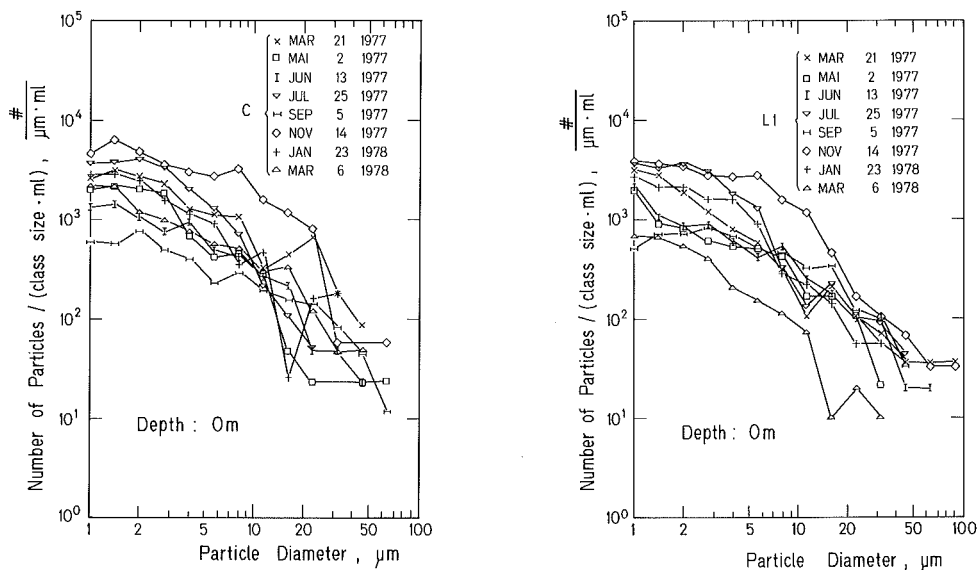 Number of Particles / (class size · ml) , # / µm · ml
10⁵
10⁴
10³
10²
10¹
10⁰
C
MAR 21 1977
MAI 2 1977
JUN 13 1977
JUL 25 1977
SEP 5 1977
NOV 14 1977
JAN 23 1978
MAR 6 1978
Depth : 0m
1 2 5 10 20 50 100
Particle Diameter , µm
Number of Particles / (class size · ml) , # / µm · ml
10⁵
10⁴
10³
10²
10¹
10⁰
L1
MAR 21 1977
MAI 2 1977
JUN 13 1977
JUL 25 1977
SEP 5 1977
NOV 14 1977
JAN 23 1978
MAR 6 1978
Depth : 0m
1 2 5 10 20 50 100
Particle Diameter , µm